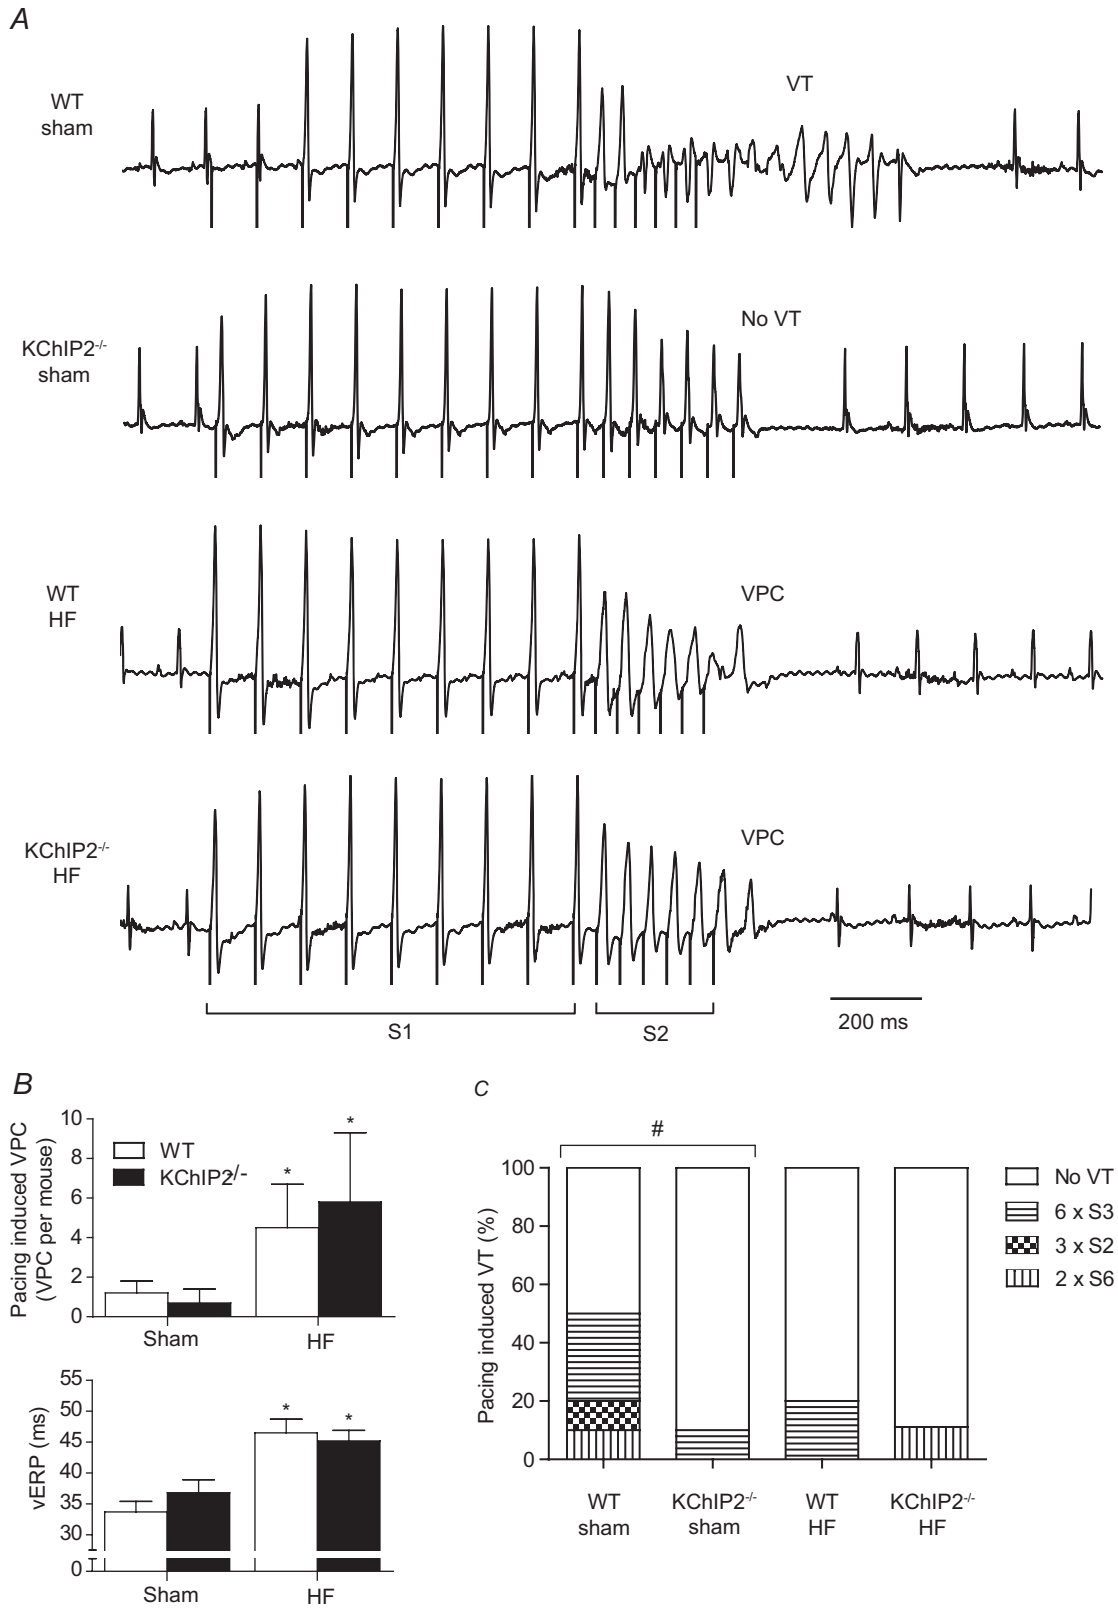 A
WT
sham
VT
KChIP2-/-
sham
No VT
WT
HF
VPC
KChIP2-/-
HF
VPC
S1
S2
200 ms
B
Pacing induced VPC
(VPC per mouse)
10
8
6
4
2
0
WT
KChIP2-/-
*
*
Sham
HF
vERP (ms)
55
50
45
40
35
30
0
*
*
Sham
HF
C
#
Pacing induced VT (%)
100
80
60
40
20
0
No VT
6 x S3
3 x S2
2 x S6
WT
sham
KChIP2-/-
sham
WT
HF
KChIP2-/-
HF